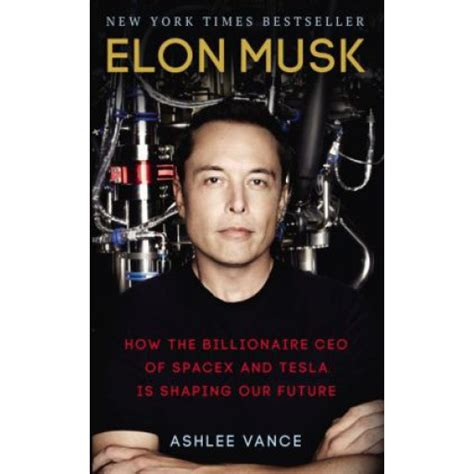 NEW YORK TIMES BESTSELLER
ELON MUSK
HOW THE BILLIONAIRE CEO
OF SPACEX AND TESLA
IS SHAPING OUR FUTURE
ASHLEE VANCE